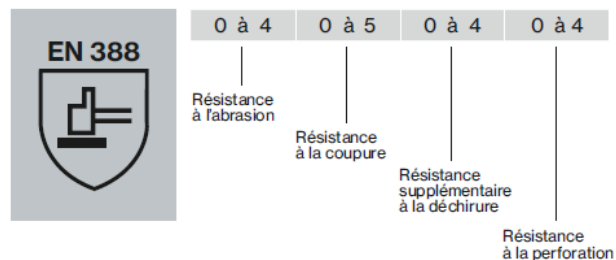 EN 388
0 à 4
0 à 5
0 à 4
0 à 4
Résistance
à l'abrasion
Résistance
à la coupure
Résistance
supplémentaire
à la déchirure
Résistance
à la perforation